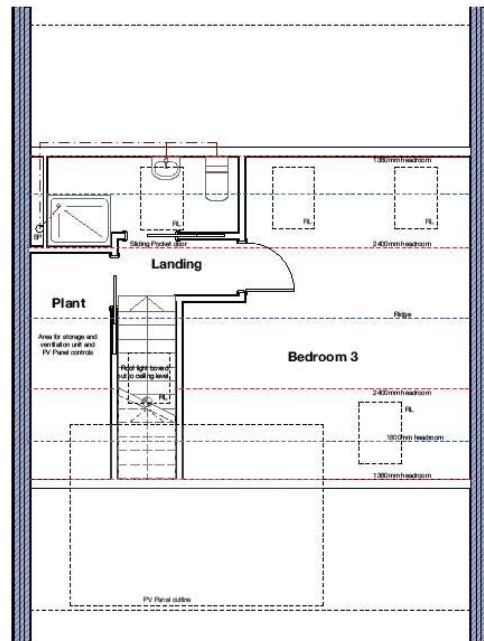 1380mm headroom
RL
RL
RL
SP
Sliding Pocket door
2400mm headroom
Landing
Plant
Ridge
Area for storage and
ventilation unit and
PV Panel controls
Bedroom 3
Roof light boxed
out to ceiling level
RL
2400mm headroom
RL
1800mm headroom
1380mm headroom
PV Panel outline